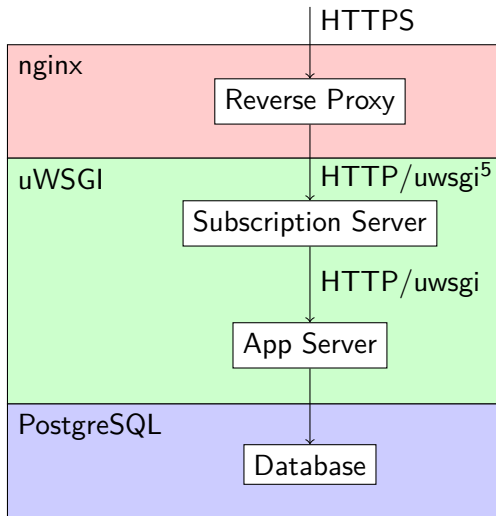 HTTPS
nginx
Reverse Proxy
HTTP/uwsgi⁵
uWSGI
Subscription Server
HTTP/uwsgi
App Server
PostgreSQL
Database